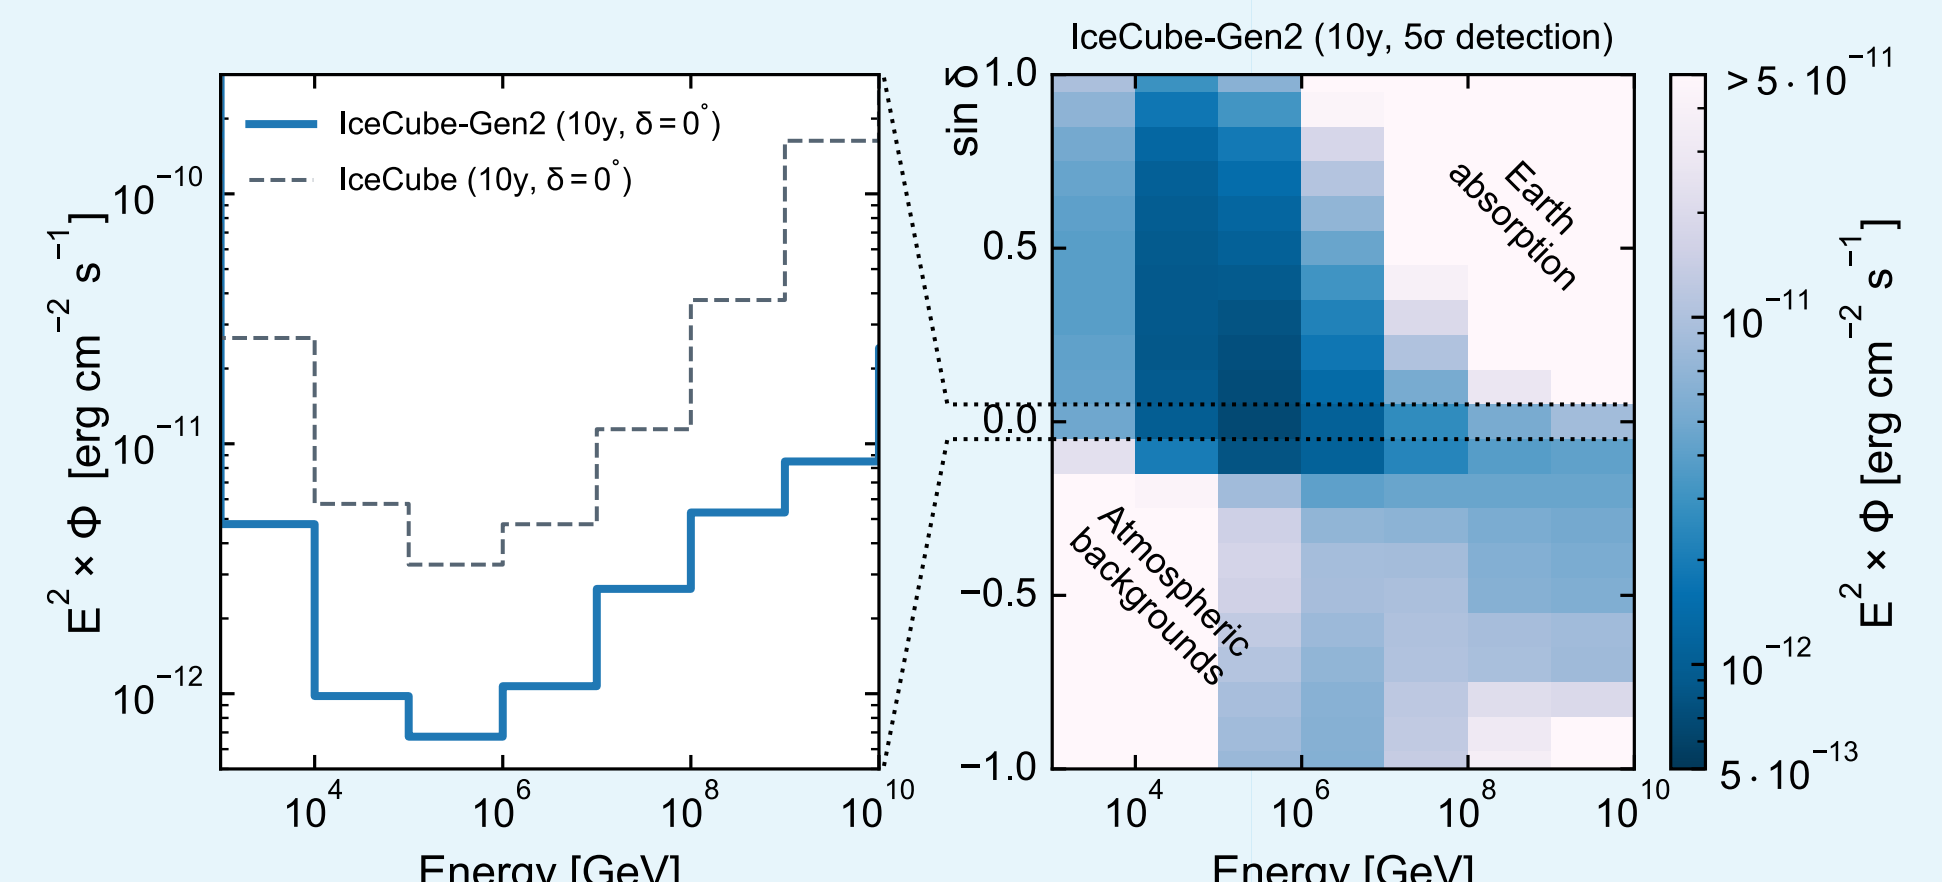 IceCube-Gen2 (10y, δ = 0°)
IceCube (10y, δ = 0°)
10⁻¹⁰
10⁻¹¹
10⁻¹²
E² × Φ [erg cm⁻² s⁻¹]
10⁴
10⁶
10⁸
10¹⁰
Energy [GeV]
IceCube-Gen2 (10y, 5σ detection)
sin δ
1.0
0.5
0.0
−0.5
−1.0
Earth
absorption
Atmospheric
backgrounds
10⁴
10⁶
10⁸
10¹⁰
Energy [GeV]
> 5 · 10⁻¹¹
10⁻¹¹
10⁻¹²
5 · 10⁻¹³
E² × Φ [erg cm⁻² s⁻¹]